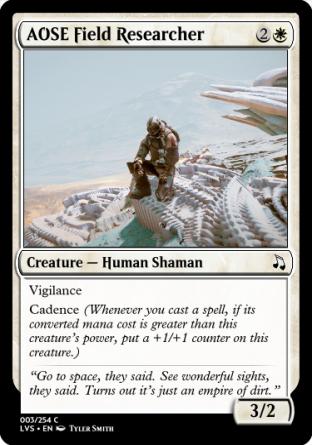 AOSE Field Researcher 2
Creature — Human Shaman
Vigilance
Cadence (Whenever you cast a spell, if its
converted mana cost is greater than this
creature's power, put a +1/+1 counter on this
creature.)
"Go to space, they said. See wonderful sights,
they said. Turns out it's just an empire of dirt."
3/2
003/254 C
LVS • EN Tyler Smith